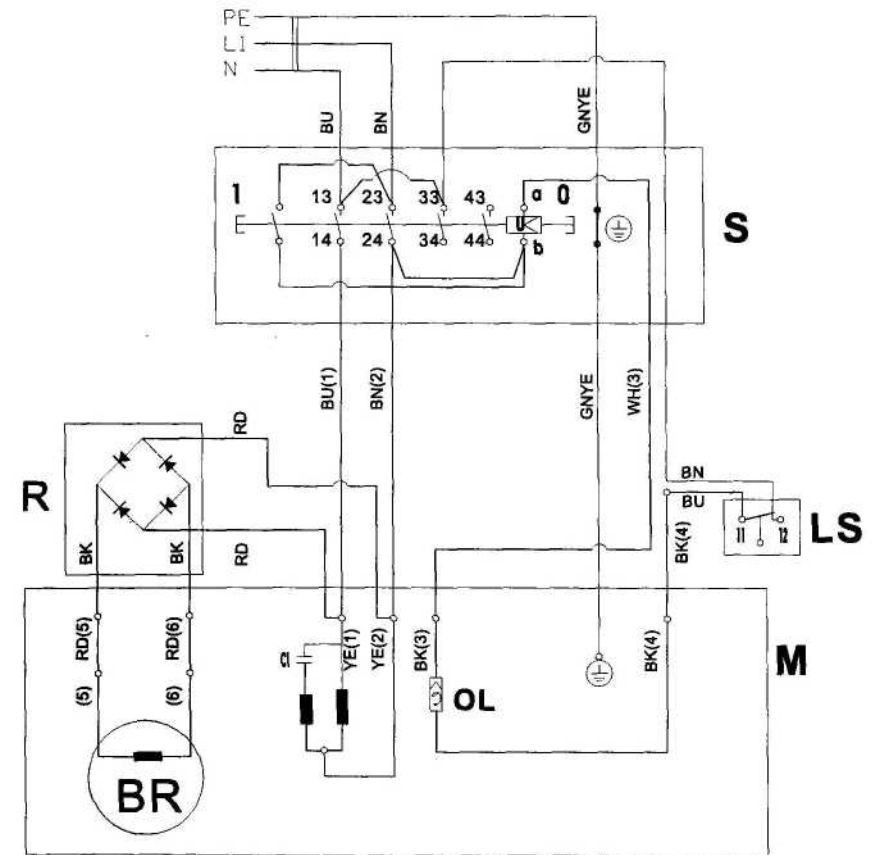 PE
LI
N
BU
BN
GNYE
1
13
23
33
43
a
0
14
24
34
44
U
b
S
BU(1)
BN(2)
GNYE
WH(3)
RD
R
BK
BK
RD
BN
BU
11
12
LS
BK(4)
RD(5)
RD(6)
YE(1)
YE(2)
BK(3)
BK(4)
M
(5)
(6)
OL
BR